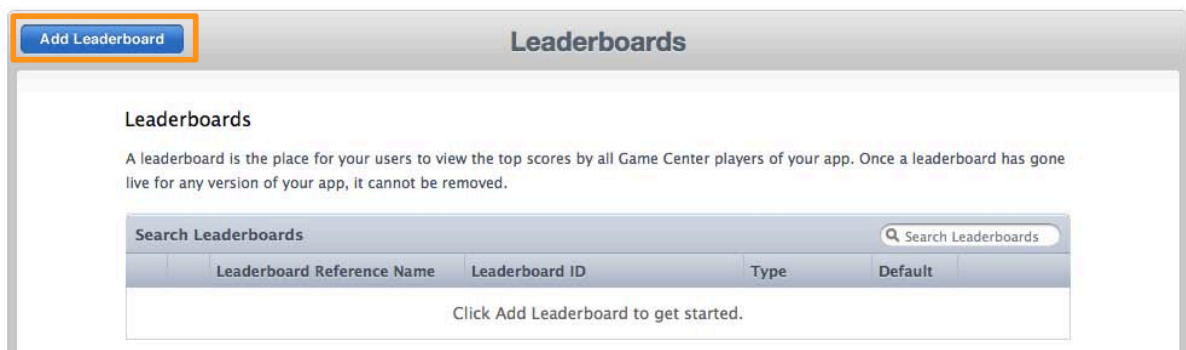 Add Leaderboard
Leaderboards
Leaderboards
A leaderboard is the place for your users to view the top scores by all Game Center players of your app. Once a leaderboard has gone
live for any version of your app, it cannot be removed.
Search Leaderboards
Search Leaderboards
Leaderboard Reference Name Leaderboard ID Type Default
Click Add Leaderboard to get started.